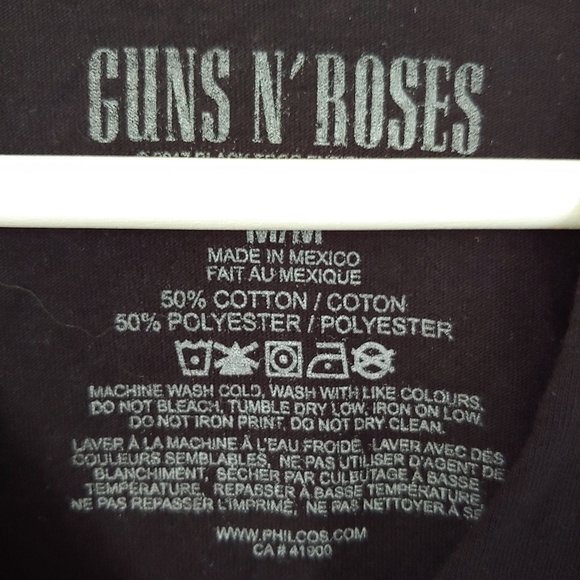 GUNS N' ROSES
M/M
MADE IN MEXICO
FAIT AU MEXIQUE
50% COTTON / COTON
50% POLYESTER / POLYESTER
MACHINE WASH COLD, WASH WITH LIKE COLOURS,
DO NOT BLEACH, TUMBLE DRY LOW, IRON ON LOW,
DO NOT IRON PRINT, DO NOT DRY CLEAN.
LAVER À LA MACHINE À L'EAU FROIDE, LAVER AVEC DES
COULEURS SEMBLABLES, NE PAS UTILISER D'AGENT DE
BLANCHIMENT, SÉCHER PAR CULBUTAGE À BASSE
TEMPÉRATURE, REPASSER À BASSE TEMPÉRATURE,
NE PAS REPASSER L'IMPRIMÉ, NE PAS NETTOYER À SE
WWW.PHILCOS.COM
CA# 41900